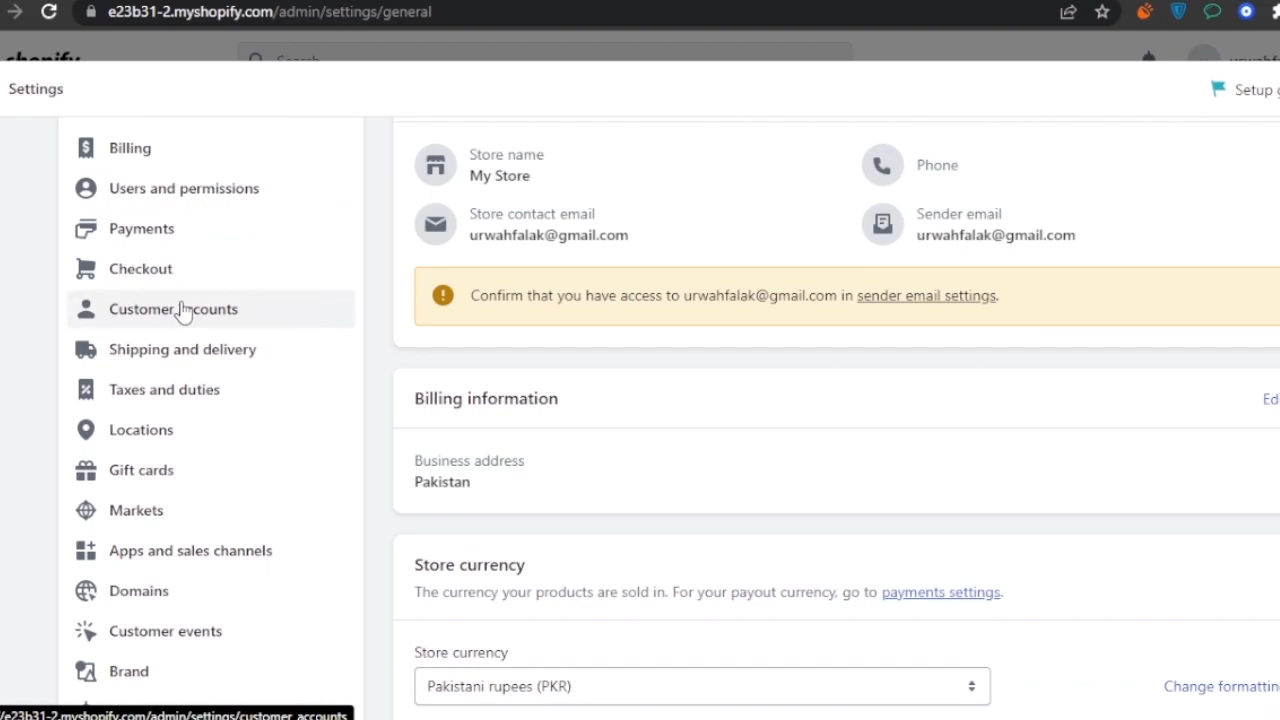 e23b31-2.myshopify.com/admin/settings/general
shopify
Search
Settings
Setup g
Billing
Users and permissions
Payments
Checkout
Customer accounts
Shipping and delivery
Taxes and duties
Locations
Gift cards
Markets
Apps and sales channels
Domains
Customer events
Brand
Store name
My Store
Phone
Store contact email
urwahfalak@gmail.com
Sender email
urwahfalak@gmail.com
Confirm that you have access to urwahfalak@gmail.com in sender email settings.
Billing information
Ed
Business address
Pakistan
Store currency
The currency your products are sold in. For your payout currency, go to payments settings.
Store currency
Pakistani rupees (PKR)
Change formattin
/e23b31-2.myshopify.com/admin/settings/customer_accounts